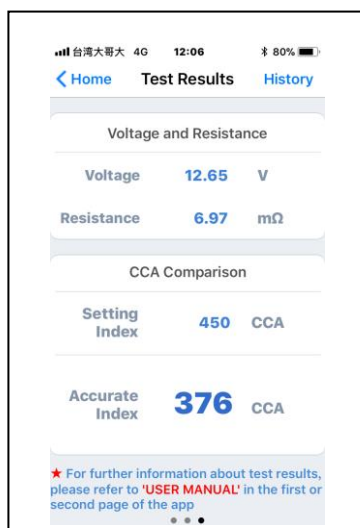 台湾大哥大 4G 12:06 80%
Home Test Results History
Voltage and Resistance
Voltage 12.65 V
Resistance 6.97 mΩ
CCA Comparison
Setting
Index 450 CCA
Accurate
Index 376 CCA
★ For further information about test results,
please refer to 'USER MANUAL' in the first or
second page of the app